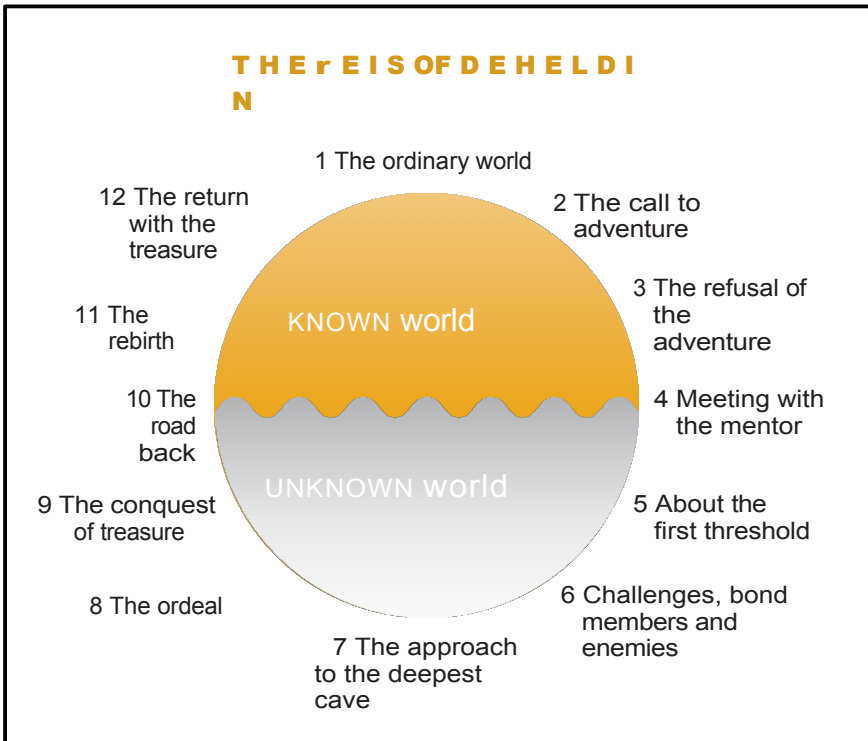 T H E r E I S OF D E H E L D I
N
1 The ordinary world
2 The call to
adventure
3 The refusal of
the
adventure
4 Meeting with
the mentor
5 About the
first threshold
6 Challenges, bond
members and
enemies
7 The approach
to the deepest
cave
8 The ordeal
9 The conquest
of treasure
10 The
road
back
11 The
rebirth
12 The return
with the
treasure
KNOWN world
UNKNOWN world